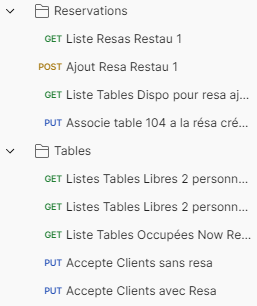 Reservations
GET Liste Resas Restau 1
POST Ajout Resa Restau 1
GET Liste Tables Dispo pour resa aj...
PUT Associe table 104 a la résa cré...
Tables
GET Listes Tables Libres 2 personn...
GET Listes Tables Libres 2 personn...
GET Liste Tables Occupées Now Re...
PUT Accepte Clients sans resa
PUT Accepte Clients avec Resa